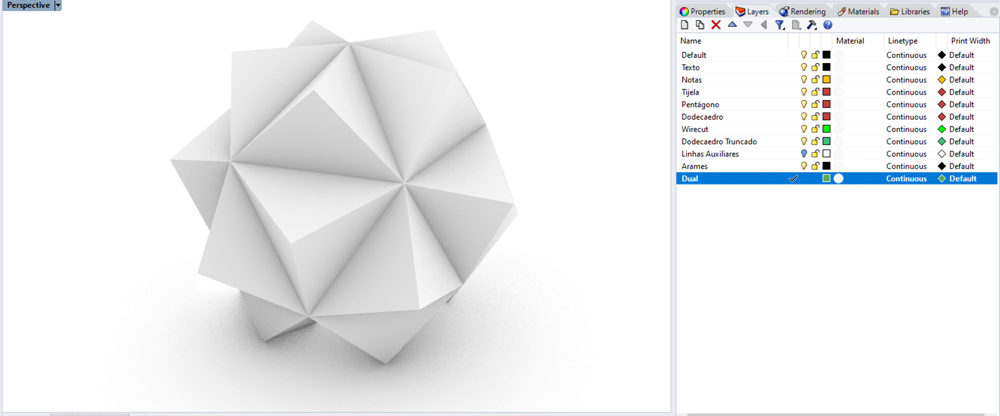 Perspective
Properties Layers Rendering Materials Libraries Help
Name Material Linetype Print Width
Default Continuous Default
Texto Continuous Default
Notas Continuous Default
Tijela Continuous Default
Pentágono Continuous Default
Dodecaedro Continuous Default
Wirecut Continuous Default
Dodecaedro Truncado Continuous Default
Linhas Auxiliares Continuous Default
Arames Continuous Default
Dual Continuous Default